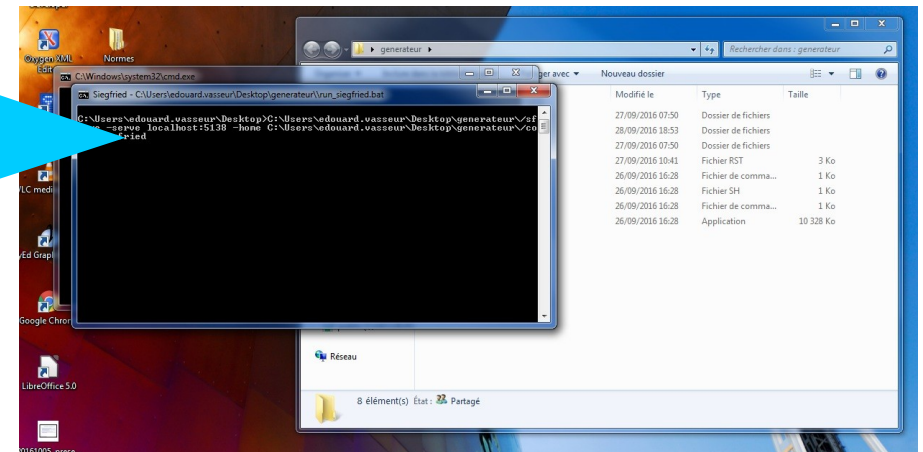 Oxygen XML
Edit
Normes
VLC medi
yEd Grap
Google Chron
LibreOffice 5.0
20161005_prese
C:\Windows\system32\cmd.exe
Siegfried - C:\Users\edouard.vasseur\Desktop\generateur\\run_siegfried.bat
C:\Users\edouard.vasseur\Desktop>C:\Users\edouard.vasseur\Desktop\generateur\/sf
-serve localhost:5138 -home C:\Users\edouard.vasseur\Desktop\generateur\/co
fried
generateur
Rechercher dans : generateur
ger avec
Nouveau dossier
Modifié le Type Taille
27/09/2016 07:50 Dossier de fichiers
28/09/2016 18:53 Dossier de fichiers
27/09/2016 07:50 Dossier de fichiers
27/09/2016 10:41 Fichier RST 3 Ko
26/09/2016 16:28 Fichier de comma... 1 Ko
26/09/2016 16:28 Fichier SH 1 Ko
26/09/2016 16:28 Fichier de comma... 1 Ko
26/09/2016 16:28 Application 10 328 Ko
Réseau
8 élément(s) État : Partagé